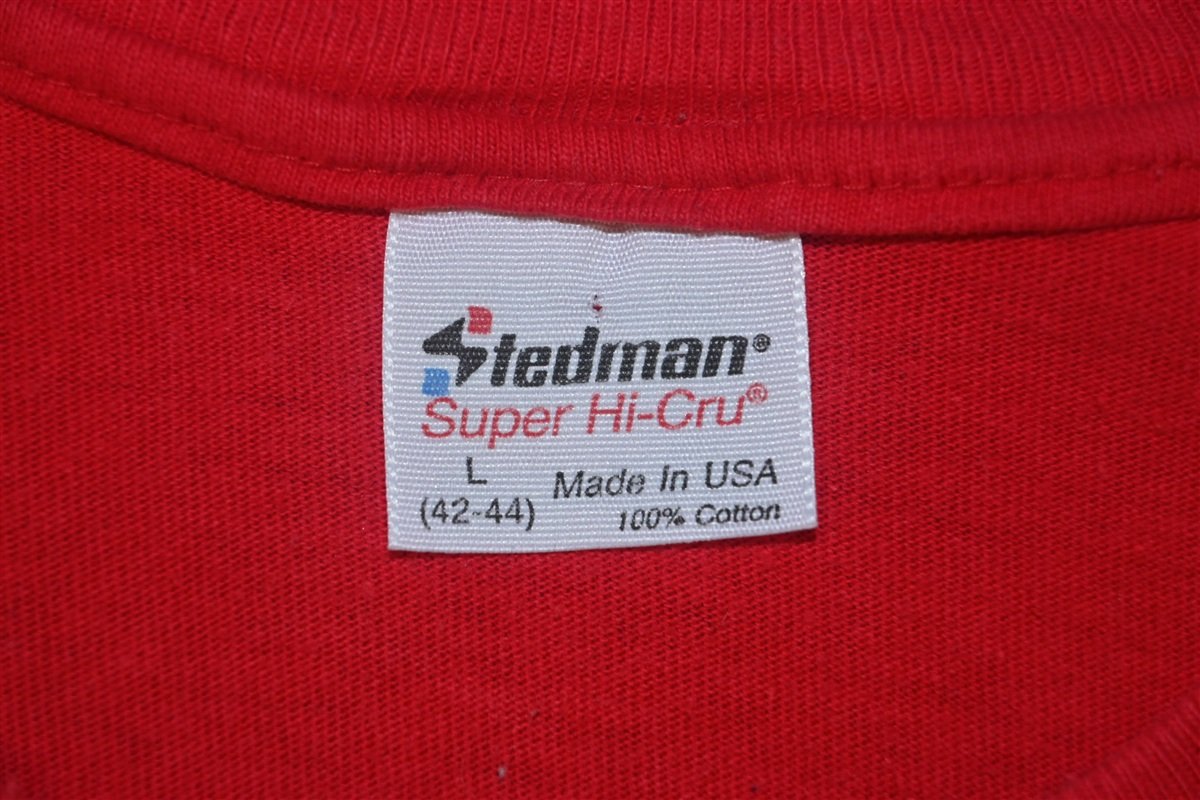 Stedman®
Super Hi-Cru®
L
(42-44)
Made In USA
100% Cotton